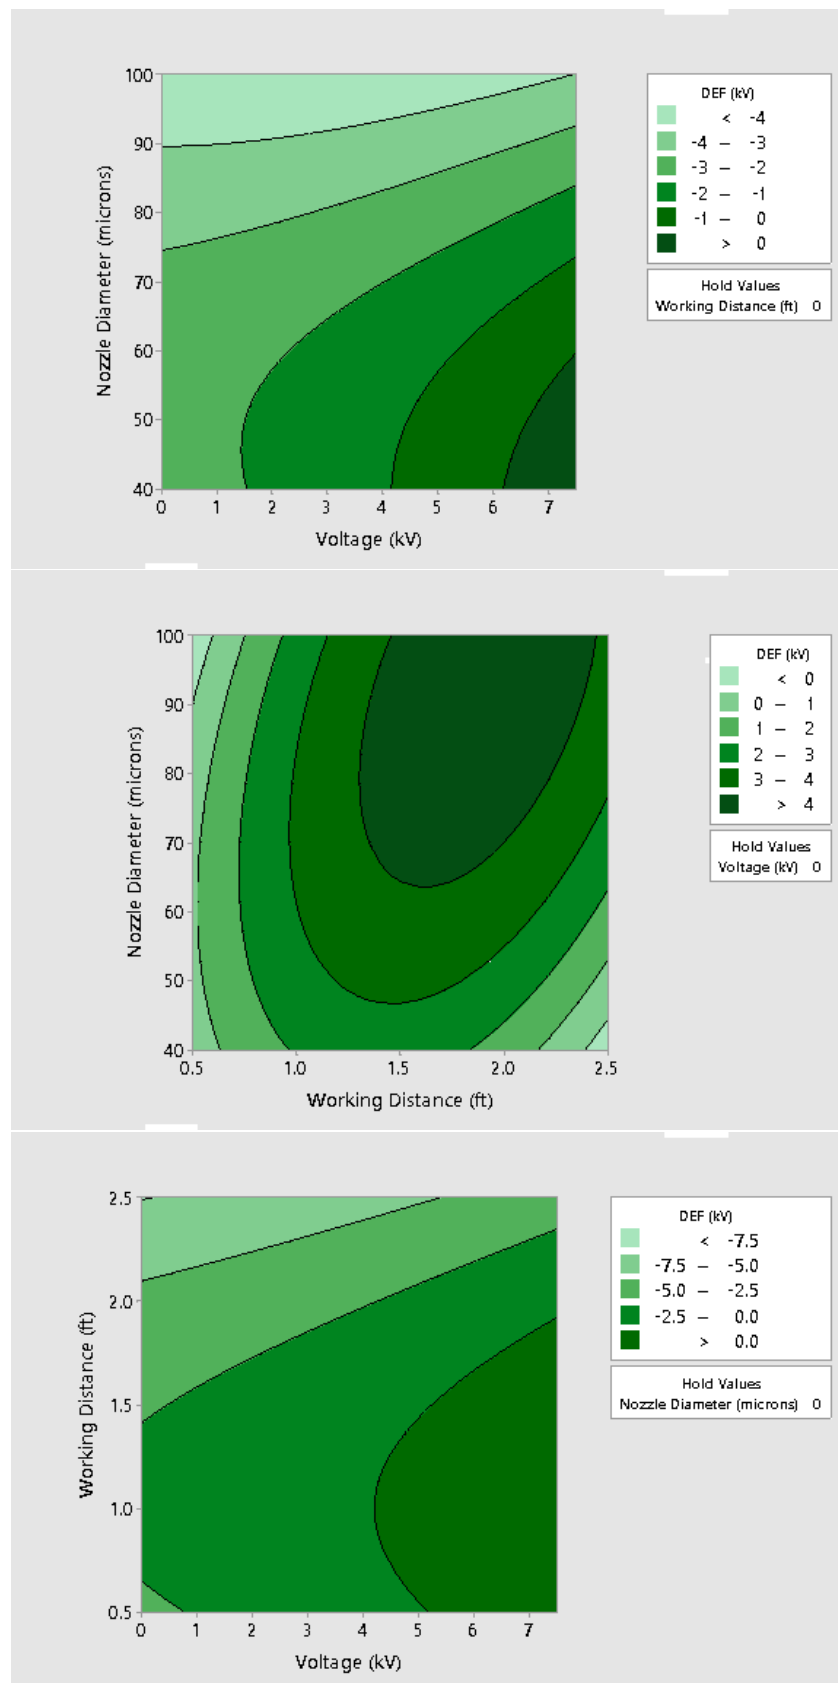 DEF (kV)
< -4
-4 – -3
-3 – -2
-2 – -1
-1 – 0
> 0
Hold Values
Working Distance (ft) 0
100
90
80
70
60
50
40
Nozzle Diameter (microns)
0 1 2 3 4 5 6 7
Voltage (kV)
DEF (kV)
< 0
0 – 1
1 – 2
2 – 3
3 – 4
> 4
Hold Values
Voltage (kV) 0
100
90
80
70
60
50
40
Nozzle Diameter (microns)
0.5 1.0 1.5 2.0 2.5
Working Distance (ft)
DEF (kV)
< -7.5
-7.5 – -5.0
-5.0 – -2.5
-2.5 – 0.0
> 0.0
Hold Values
Nozzle Diameter (microns) 0
2.5
2.0
1.5
1.0
0.5
Working Distance (ft)
0 1 2 3 4 5 6 7
Voltage (kV)